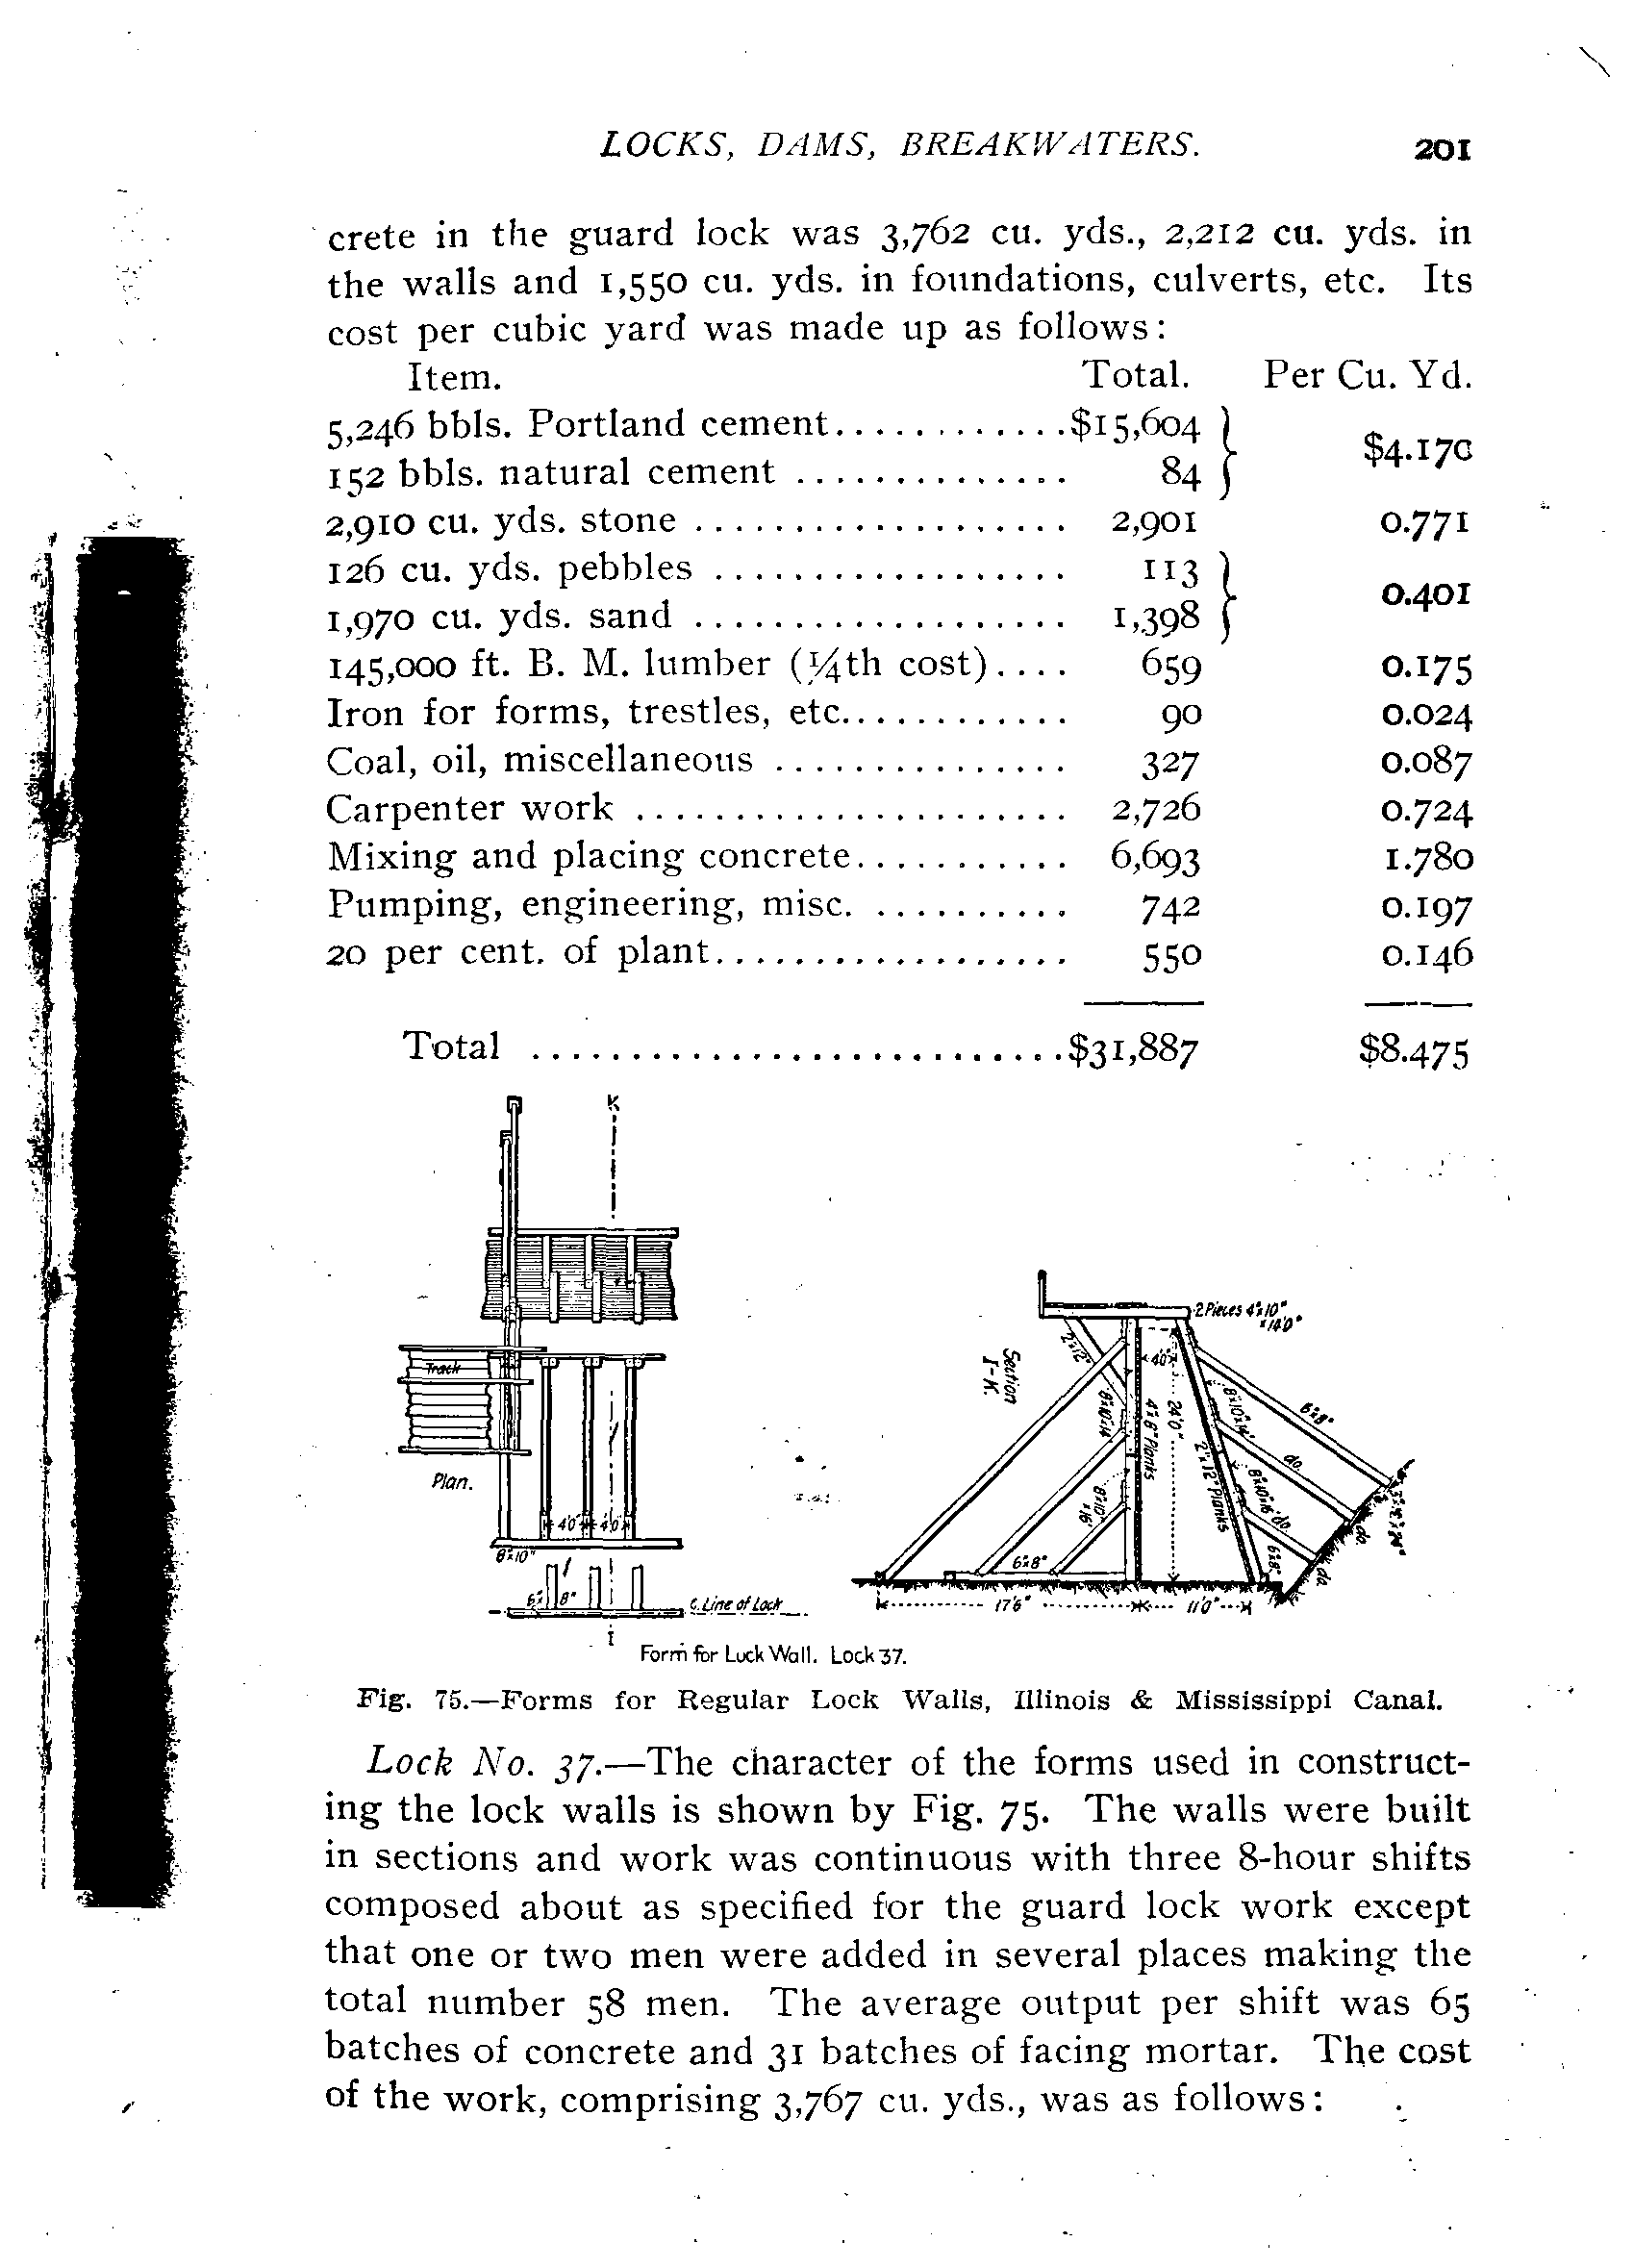 LOCKS, DAMS, BREAKWATERS. 201
crete in the guard lock was 3,762 cu. yds., 2,212 cu. yds. in
the walls and 1,550 cu. yds. in foundations, culverts, etc. Its
cost per cubic yard was made up as follows:
Item. Total. Per Cu. Yd.
5,246 bbls. Portland cement............$15,604
$4.170
152 bbls. natural cement .............. 84
2,910 cu. yds. stone ................... 2,901 0.771
126 cu. yds. pebbles .................. 113
0.401
1,970 cu. yds. sand ................... 1,398
145,000 ft. B. M. lumber (¼th cost).... 659 0.175
Iron for forms, trestles, etc............ 90 0.024
Coal, oil, miscellaneous ............... 327 0.087
Carpenter work ...................... 2,726 0.724
Mixing and placing concrete........... 6,693 1.780
Pumping, engineering, misc. .......... 742 0.197
20 per cent. of plant.................. 550 0.146
Total ...........................$31,887 $8.475
K
2 Pieces 4"x10"
x14'0"
Section
I-K.
2"x12"
4'0"
Track
8"x10"x14'
4"x8" Planks
24'0"
8"x10"x14'
6"x8"
2"x12" Planks
do.
Plan.
8"x10"
x16'
8"x10"x16'
do.
do.
4'0" 4'0"
8"x10"
6"x8"
6"x8"
do.
6" 8"
C. Line of Lock
17'6" 11'0"
I
Form for Luck Wall. Lock 37.
Fig. 75.—Forms for Regular Lock Walls, Illinois & Mississippi Canal.
Lock No. 37.—The character of the forms used in construct-
ing the lock walls is shown by Fig. 75. The walls were built
in sections and work was continuous with three 8-hour shifts
composed about as specified for the guard lock work except
that one or two men were added in several places making the
total number 58 men. The average output per shift was 65
batches of concrete and 31 batches of facing mortar. The cost
of the work, comprising 3,767 cu. yds., was as follows: